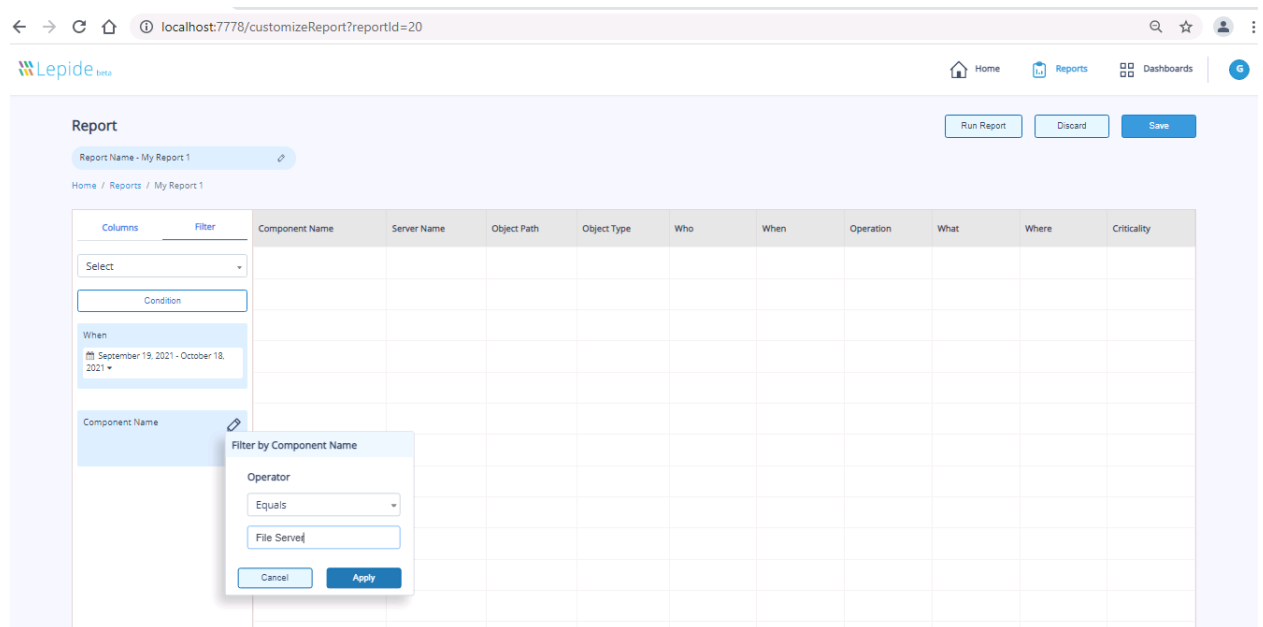 localhost:7778/customizeReport?reportId=20
Lepide beta
Home
Reports
Dashboards
G
Report
Run Report
Discard
Save
Report Name - My Report 1
Home / Reports / My Report 1
Columns
Filter
Component Name
Server Name
Object Path
Object Type
Who
When
Operation
What
Where
Criticality
Select
Condition
When
September 19, 2021 - October 18,
2021
Component Name
Filter by Component Name
Operator
Equals
File Server
Cancel
Apply